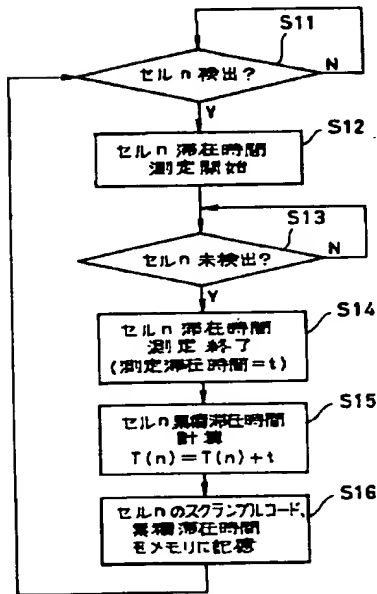 S11
セルn 検出?
N
Y
S12
セルn 滞在時間
測定開始
S13
セルn 未検出?
N
Y
S14
セルn 滞在時間
測定終了
(測定滞在時間=t)
S15
セルn累積滞在時間
計算
T(n)=T(n)+t
S16
セルnのスクランブルコード、
累積滞在時間
をメモリに記憶